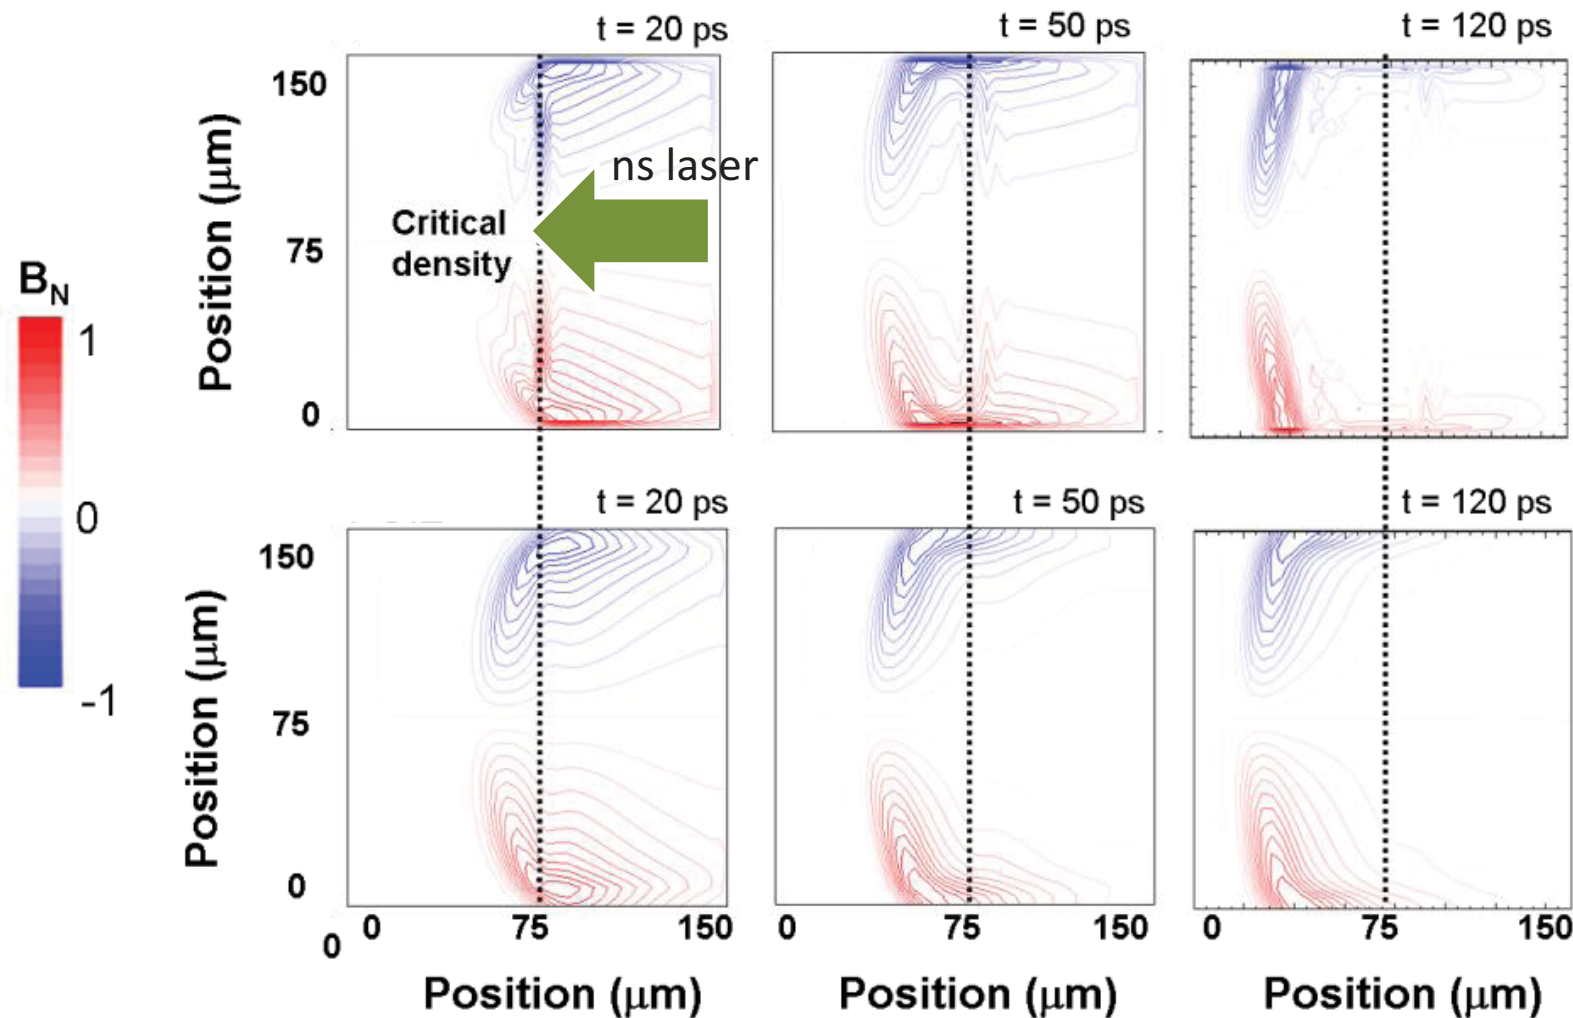 t = 20 ps
t = 50 ps
t = 120 ps
150
75
0
Position (μm)
ns laser
Critical
density
B_N
1
0
-1
t = 20 ps
t = 50 ps
t = 120 ps
150
75
0
0
Position (μm)
0 75 150
0 75 150
0 75 150
Position (μm)
Position (μm)
Position (μm)